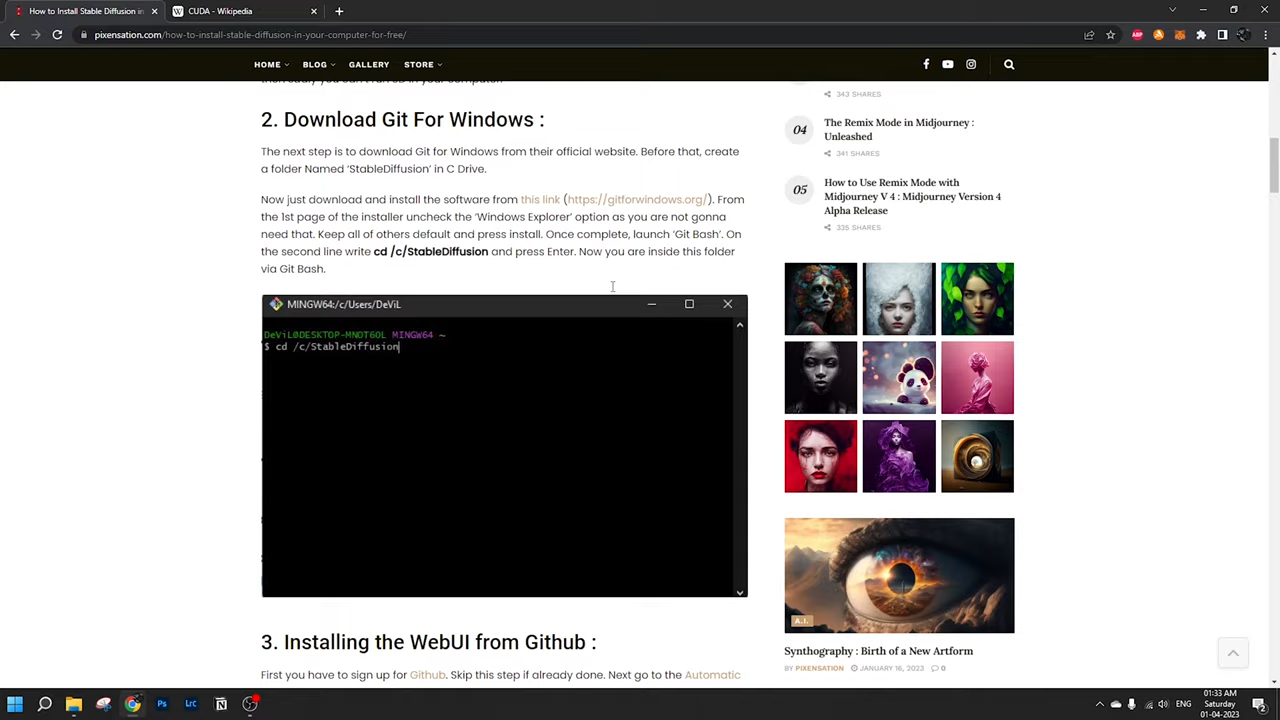 How to Install Stable Diffusion in
CUDA - Wikipedia
pixensation.com/how-to-install-stable-diffusion-in-your-computer-for-free/
HOME BLOG GALLERY STORE
2. Download Git For Windows :
The next step is to download Git for Windows from their official website. Before that, create
a folder Named ‘StableDiffusion’ in C Drive.
Now just download and install the software from this link (https://gitforwindows.org/). From
the 1st page of the installer uncheck the ‘Windows Explorer’ option as you are not gonna
need that. Keep all of others default and press install. Once complete, launch ‘Git Bash’. On
the second line write cd /c/StableDiffusion and press Enter. Now you are inside this folder
via Git Bash.
MINGW64:/c/Users/DeViL
DeViL@DESKTOP-MNOT60L MINGW64 ~
$ cd /c/StableDiffusion
3. Installing the WebUI from Github :
First you have to sign up for Github. Skip this step if already done. Next go to the Automatic
343 SHARES
04
The Remix Mode in Midjourney :
Unleashed
341 SHARES
05
How to Use Remix Mode with
Midjourney V 4 : Midjourney Version 4
Alpha Release
335 SHARES
A.I.
Synthography : Birth of a New Artform
BY PIXENSATION JANUARY 16, 2023 0
Ps
Lrc
ENG
01:33 AM
Saturday
01-04-2023
2